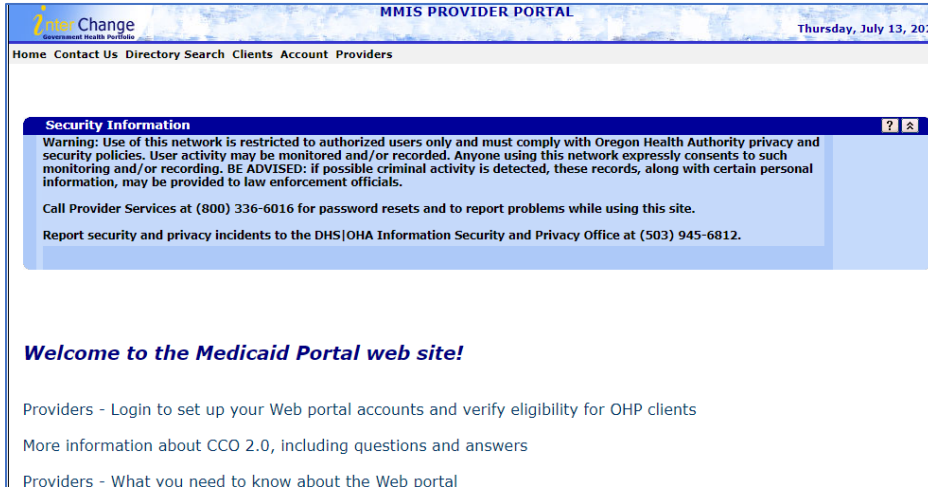 interChange
Government Health Portfolio
MMIS PROVIDER PORTAL
Thursday, July 13, 202
Home Contact Us Directory Search Clients Account Providers
Security Information
?
Warning: Use of this network is restricted to authorized users only and must comply with Oregon Health Authority privacy and
security policies. User activity may be monitored and/or recorded. Anyone using this network expressly consents to such
monitoring and/or recording. BE ADVISED: if possible criminal activity is detected, these records, along with certain personal
information, may be provided to law enforcement officials.
Call Provider Services at (800) 336-6016 for password resets and to report problems while using this site.
Report security and privacy incidents to the DHS|OHA Information Security and Privacy Office at (503) 945-6812.
Welcome to the Medicaid Portal web site!
Providers - Login to set up your Web portal accounts and verify eligibility for OHP clients
More information about CCO 2.0, including questions and answers
Providers - What you need to know about the Web portal